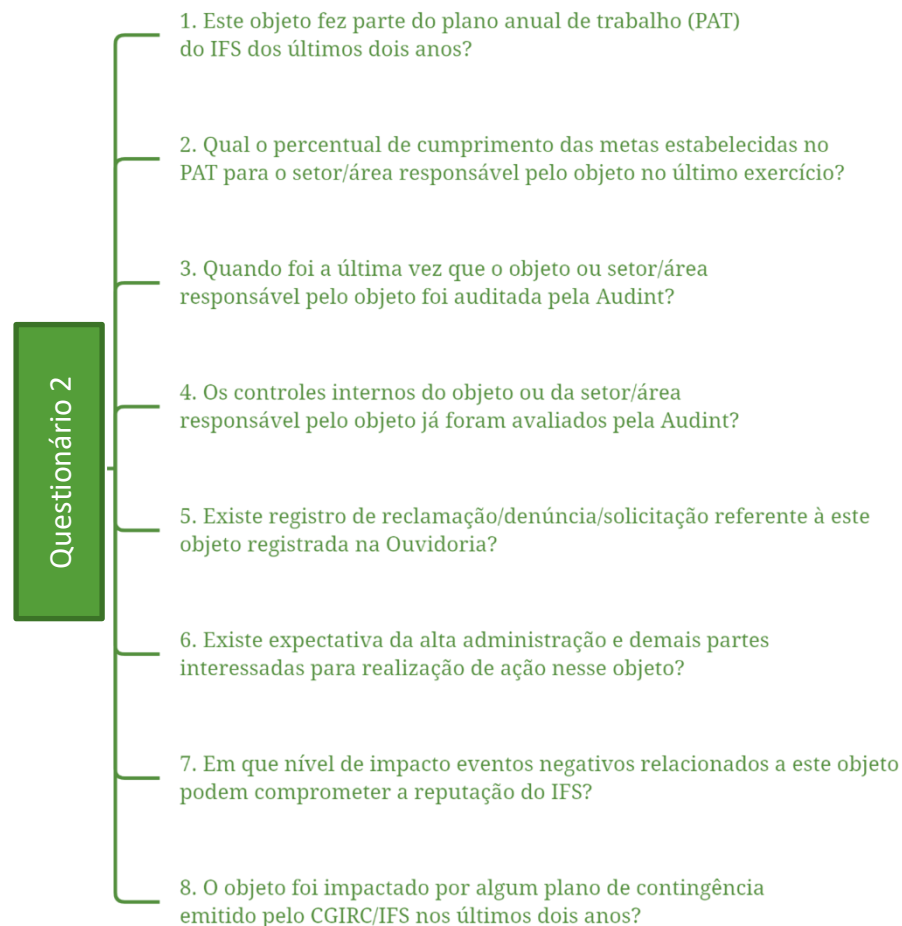 Questionário 2
1. Este objeto fez parte do plano anual de trabalho (PAT)
do IFS dos últimos dois anos?
2. Qual o percentual de cumprimento das metas estabelecidas no
PAT para o setor/área responsável pelo objeto no último exercício?
3. Quando foi a última vez que o objeto ou setor/área
responsável pelo objeto foi auditada pela Audint?
4. Os controles internos do objeto ou da setor/área
responsável pelo objeto já foram avaliados pela Audint?
5. Existe registro de reclamação/denúncia/solicitação referente à este
objeto registrada na Ouvidoria?
6. Existe expectativa da alta administração e demais partes
interessadas para realização de ação nesse objeto?
7. Em que nível de impacto eventos negativos relacionados a este objeto
podem comprometer a reputação do IFS?
8. O objeto foi impactado por algum plano de contingência
emitido pelo CGIRC/IFS nos últimos dois anos?